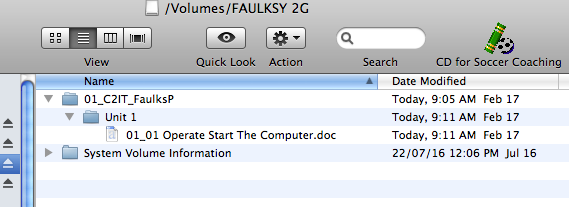 /Volumes/FAULKSY 2G
View Quick Look Action Search CD for Soccer Coaching
Name Date Modified
01_C2IT_FaulksP Today, 9:05 AM Feb 17
Unit 1 Today, 9:11 AM Feb 17
01_01 Operate Start The Computer.doc Today, 9:11 AM Feb 17
System Volume Information 22/07/16 12:06 PM Jul 16